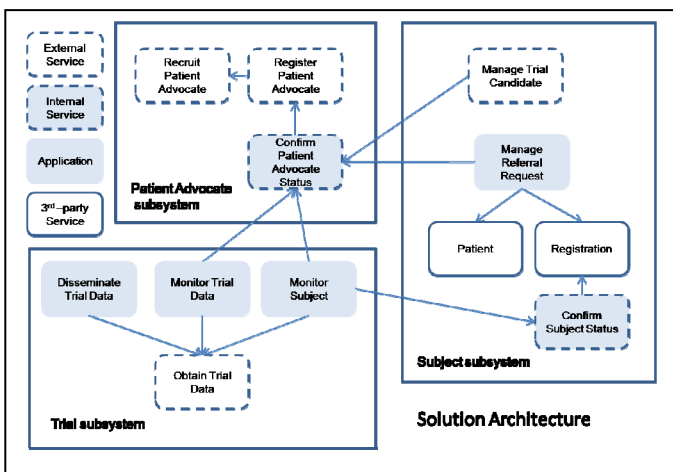 External
Service
Internal
Service
Application
3rd–party
Service
Recruit
Patient
Advocate
Register
Patient
Advocate
Confirm
Patient
Advocate
Status
Patient Advocate
subsystem
Manage Trial
Candidate
Manage
Referral
Request
Patient
Registration
Confirm
Subject Status
Subject subsystem
Disseminate
Trial Data
Monitor Trial
Data
Monitor
Subject
Obtain Trial
Data
Trial subsystem
Solution Architecture